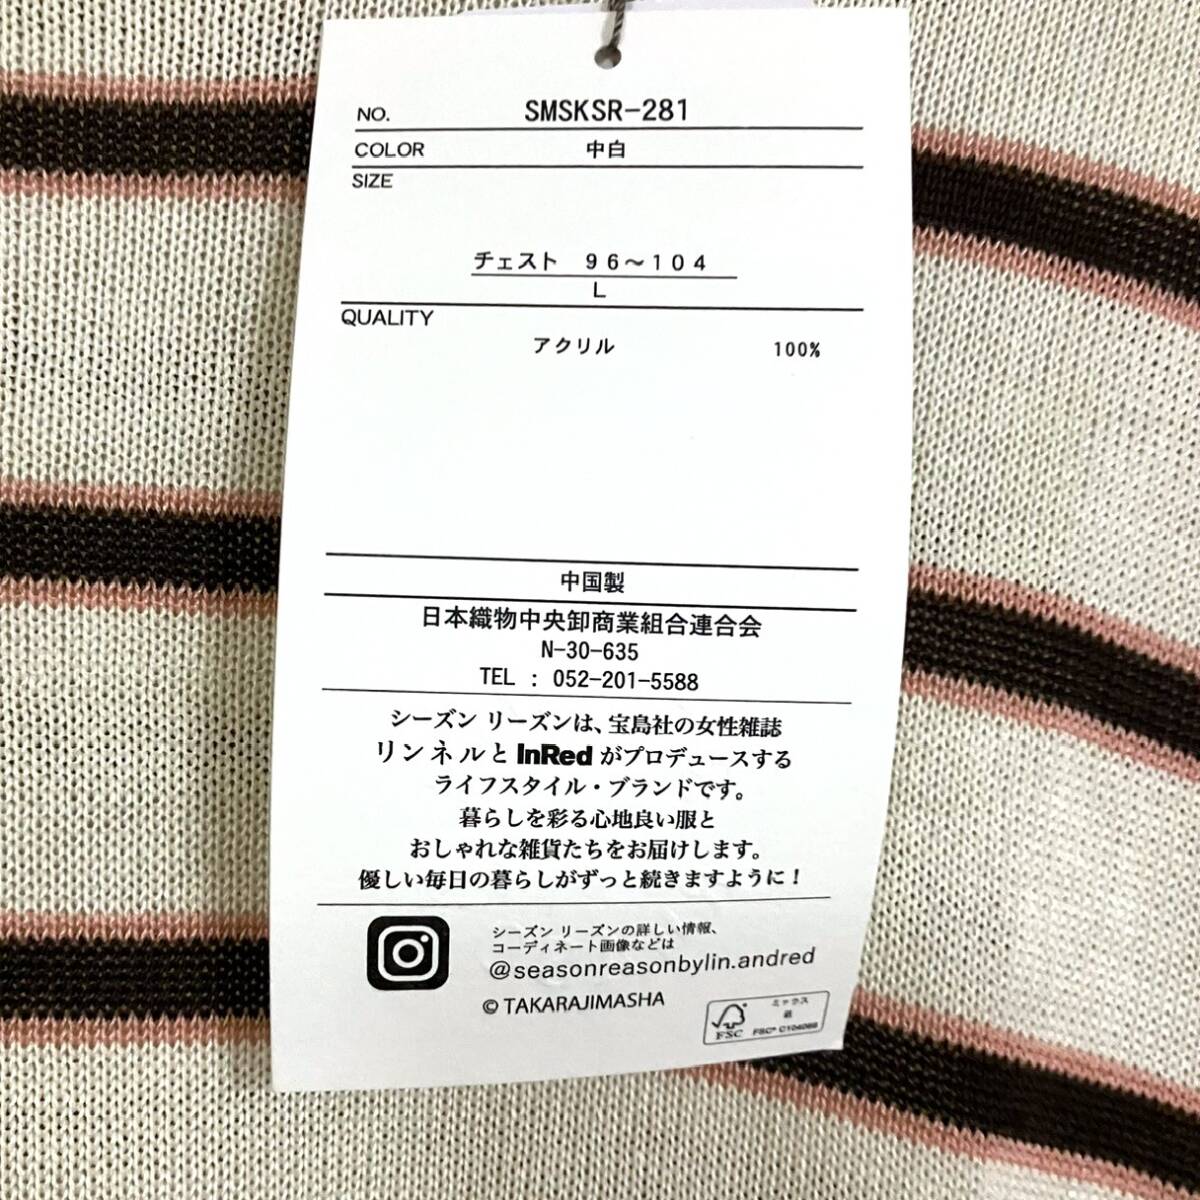 NO. SMSKSR-281
COLOR 中白
SIZE
チェスト 96～104
L
QUALITY
アクリル 100%
中国製
日本織物中央卸商業組合連合会
N-30-635
TEL : 052-201-5588
シーズン リーズンは、宝島社の女性雑誌
リンネルと InRed がプロデュースする
ライフスタイル・ブランドです。
暮らしを彩る心地良い服と
おしゃれな雑貨たちをお届けします。
優しい毎日の暮らしがずっと続きますように!
シーズン リーズンの詳しい情報、
コーディネート画像などは
@seasonreasonbylin.andred
© TAKARAJIMASHA
ミックス
FSC
FSC®